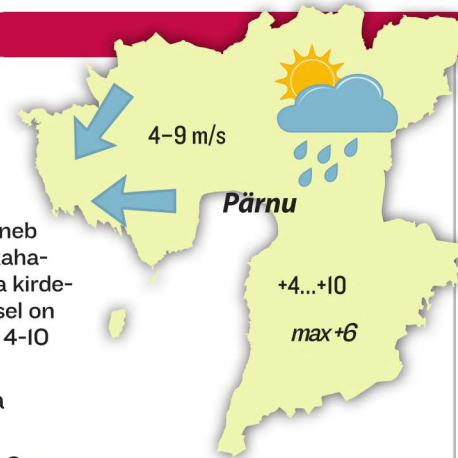 4–9 m/s
Pärnu
neb
aha-
a kirde-
sel on
4-10
+4...+10
max +6
a